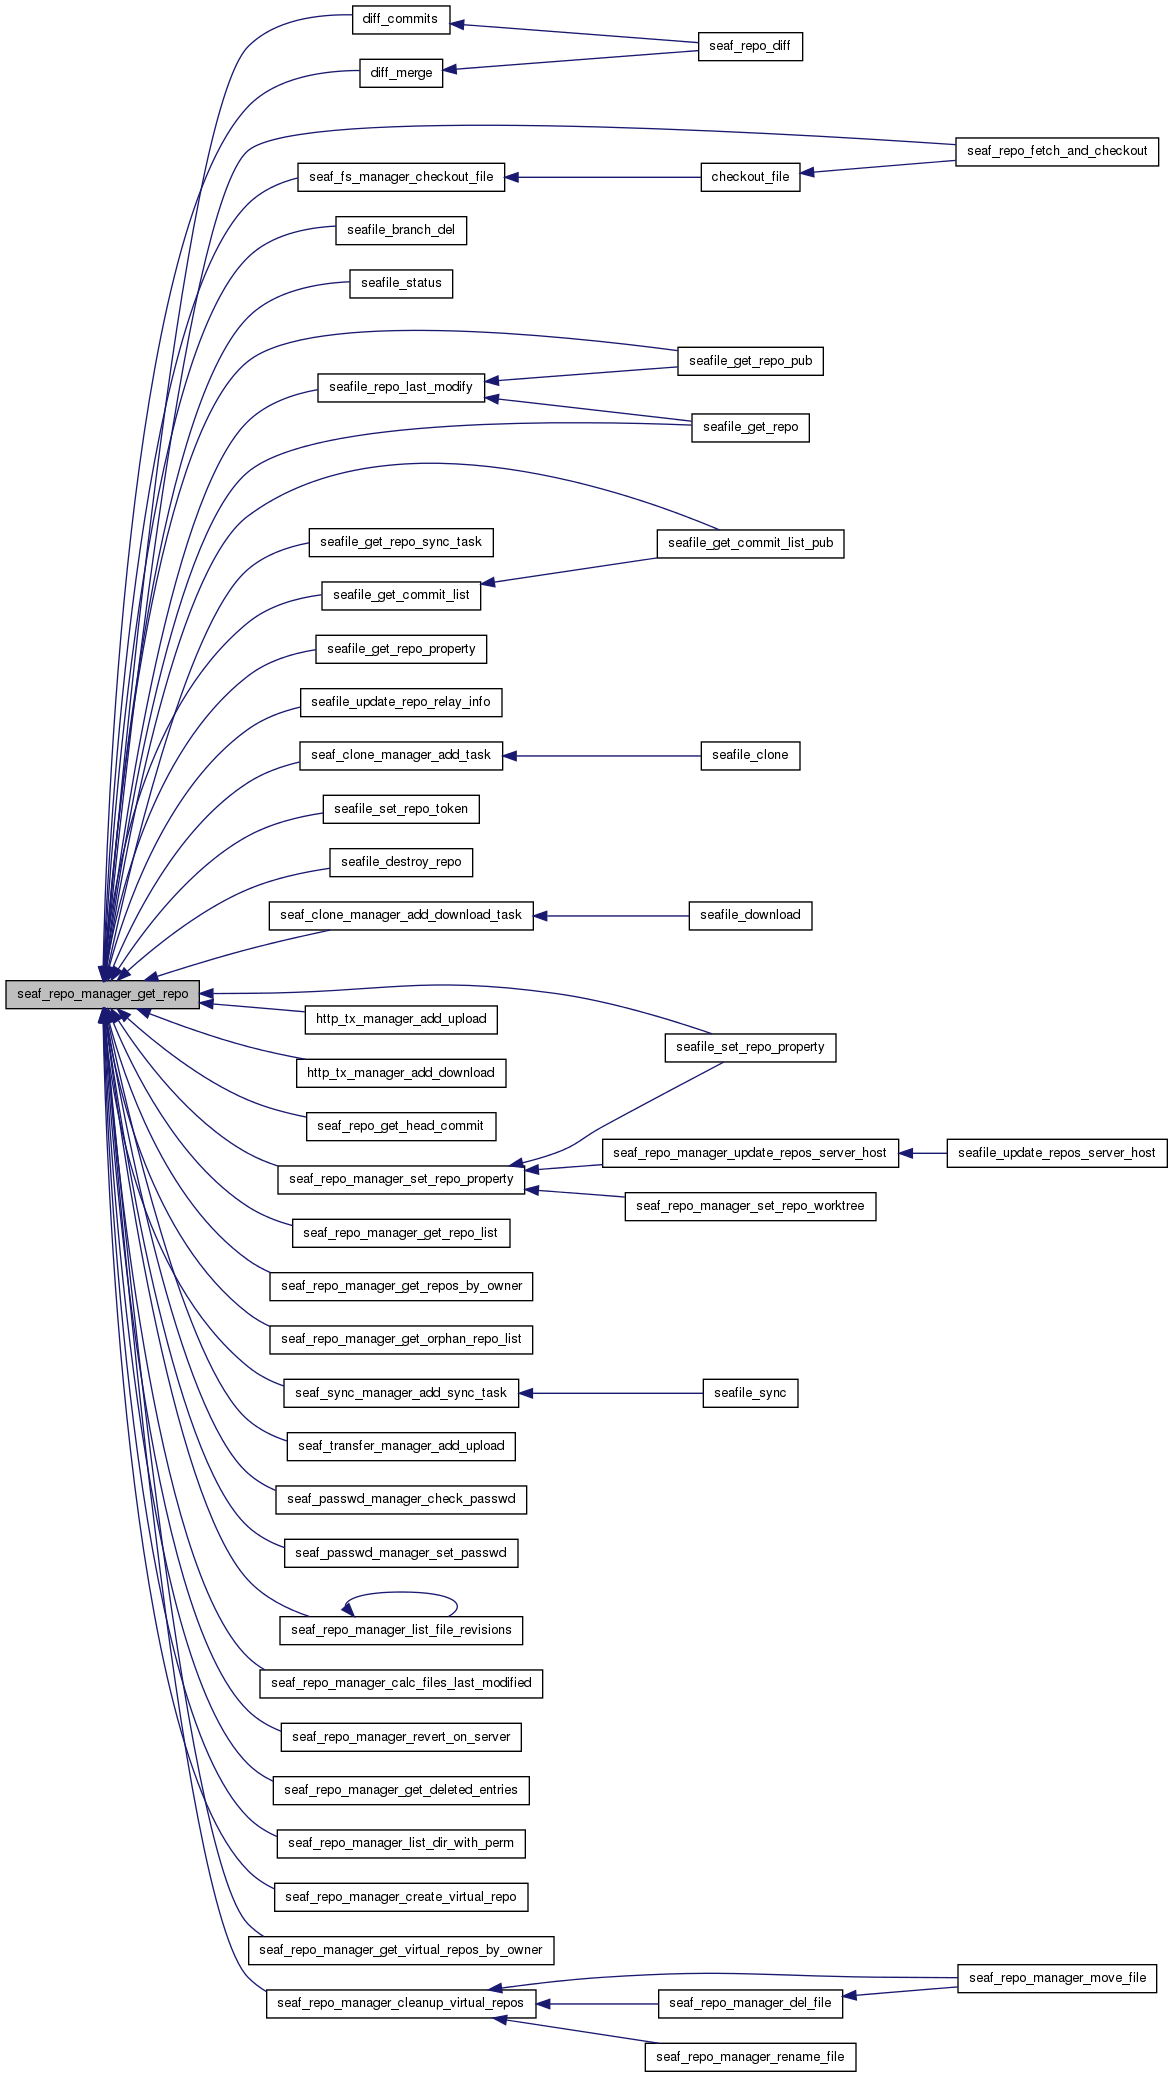 diff_commits
seaf_repo_diff
diff_merge
seaf_repo_fetch_and_checkout
seaf_fs_manager_checkout_file
checkout_file
seafile_branch_del
seafile_status
seafile_get_repo_pub
seafile_repo_last_modify
seafile_get_repo
seafile_get_repo_sync_task
seafile_get_commit_list_pub
seafile_get_commit_list
seafile_get_repo_property
seafile_update_repo_relay_info
seaf_clone_manager_add_task
seafile_clone
seafile_set_repo_token
seafile_destroy_repo
seaf_clone_manager_add_download_task
seafile_download
seaf_repo_manager_get_repo
http_tx_manager_add_upload
seafile_set_repo_property
http_tx_manager_add_download
seaf_repo_get_head_commit
seaf_repo_manager_update_repos_server_host
seafile_update_repos_server_host
seaf_repo_manager_set_repo_property
seaf_repo_manager_set_repo_worktree
seaf_repo_manager_get_repo_list
seaf_repo_manager_get_repos_by_owner
seaf_repo_manager_get_orphan_repo_list
seaf_sync_manager_add_sync_task
seafile_sync
seaf_transfer_manager_add_upload
seaf_passwd_manager_check_passwd
seaf_passwd_manager_set_passwd
seaf_repo_manager_list_file_revisions
seaf_repo_manager_calc_files_last_modified
seaf_repo_manager_revert_on_server
seaf_repo_manager_get_deleted_entries
seaf_repo_manager_list_dir_with_perm
seaf_repo_manager_create_virtual_repo
seaf_repo_manager_get_virtual_repos_by_owner
seaf_repo_manager_move_file
seaf_repo_manager_cleanup_virtual_repos
seaf_repo_manager_del_file
seaf_repo_manager_rename_file